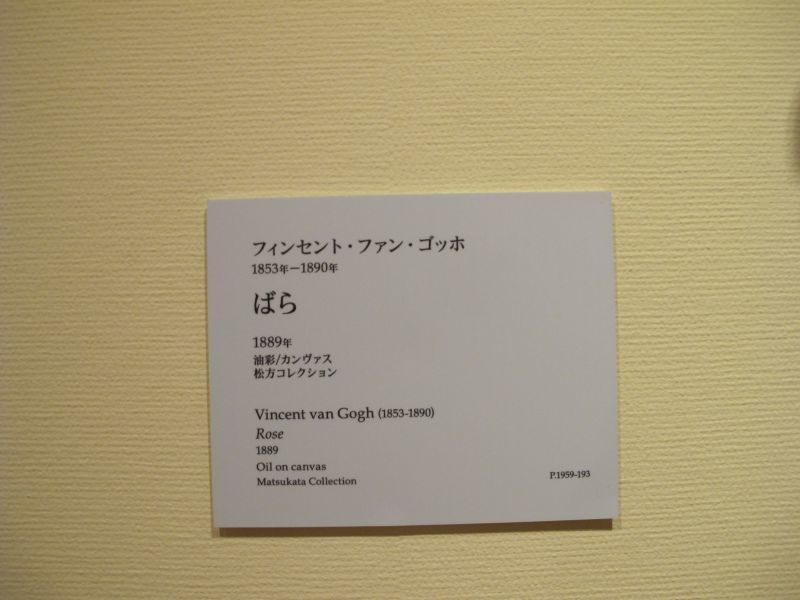 フィンセント・ファン・ゴッホ
1853年－1890年
ばら
1889年
油彩/カンヴァス
松方コレクション
Vincent van Gogh (1853-1890)
Rose
1889
Oil on canvas
Matsukata Collection
P.1959-193